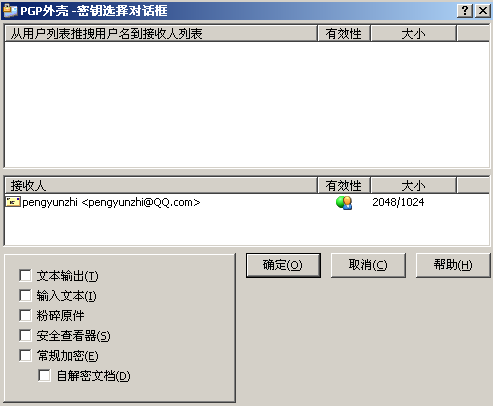 PGP外壳 -密钥选择对话框
从用户列表推拽用户名到接收人列表 有效性 大小
接收人 有效性 大小
pengyunzhi <pengyunzhi@QQ.com> 2048/1024
确定(O) 取消(C) 帮助(H)
文本输出(T)
输入文本(I)
粉碎原件
安全查看器(S)
常规加密(E)
自解密文档(D)